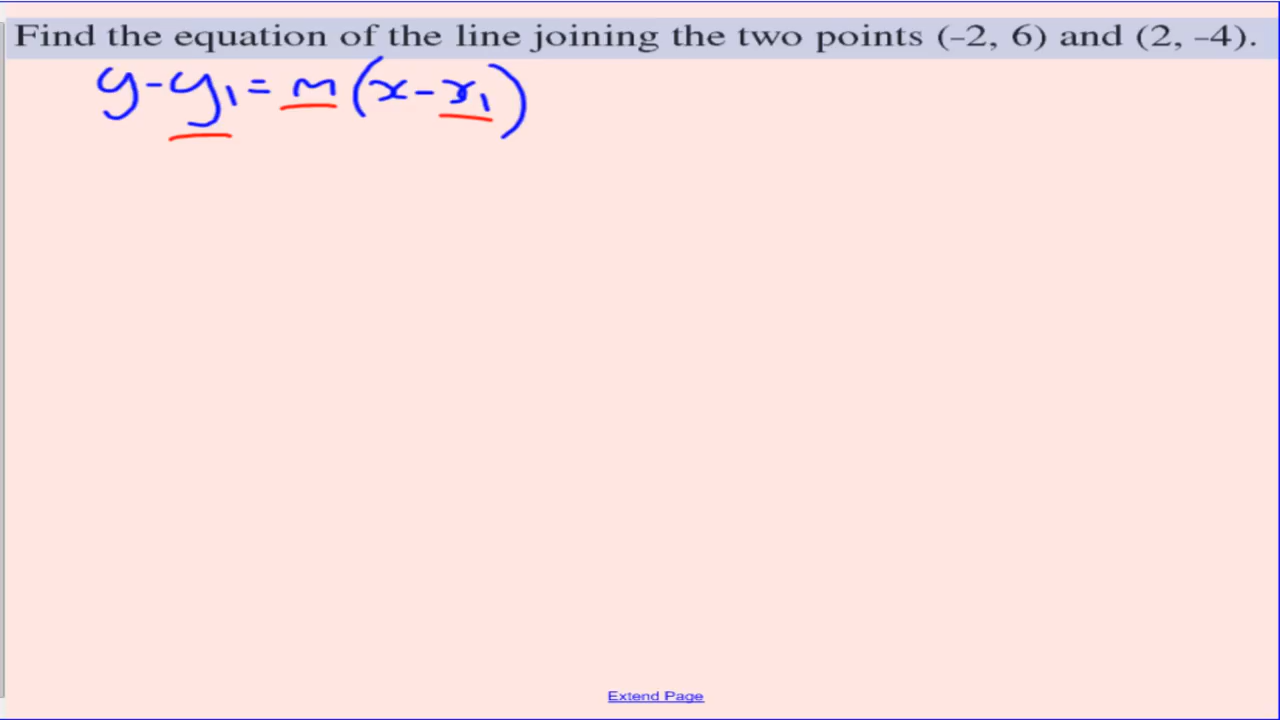 Find the equation of the line joining the two points (–2, 6) and (2, –4).
y - y₁ = m(x - x₁)
Extend Page